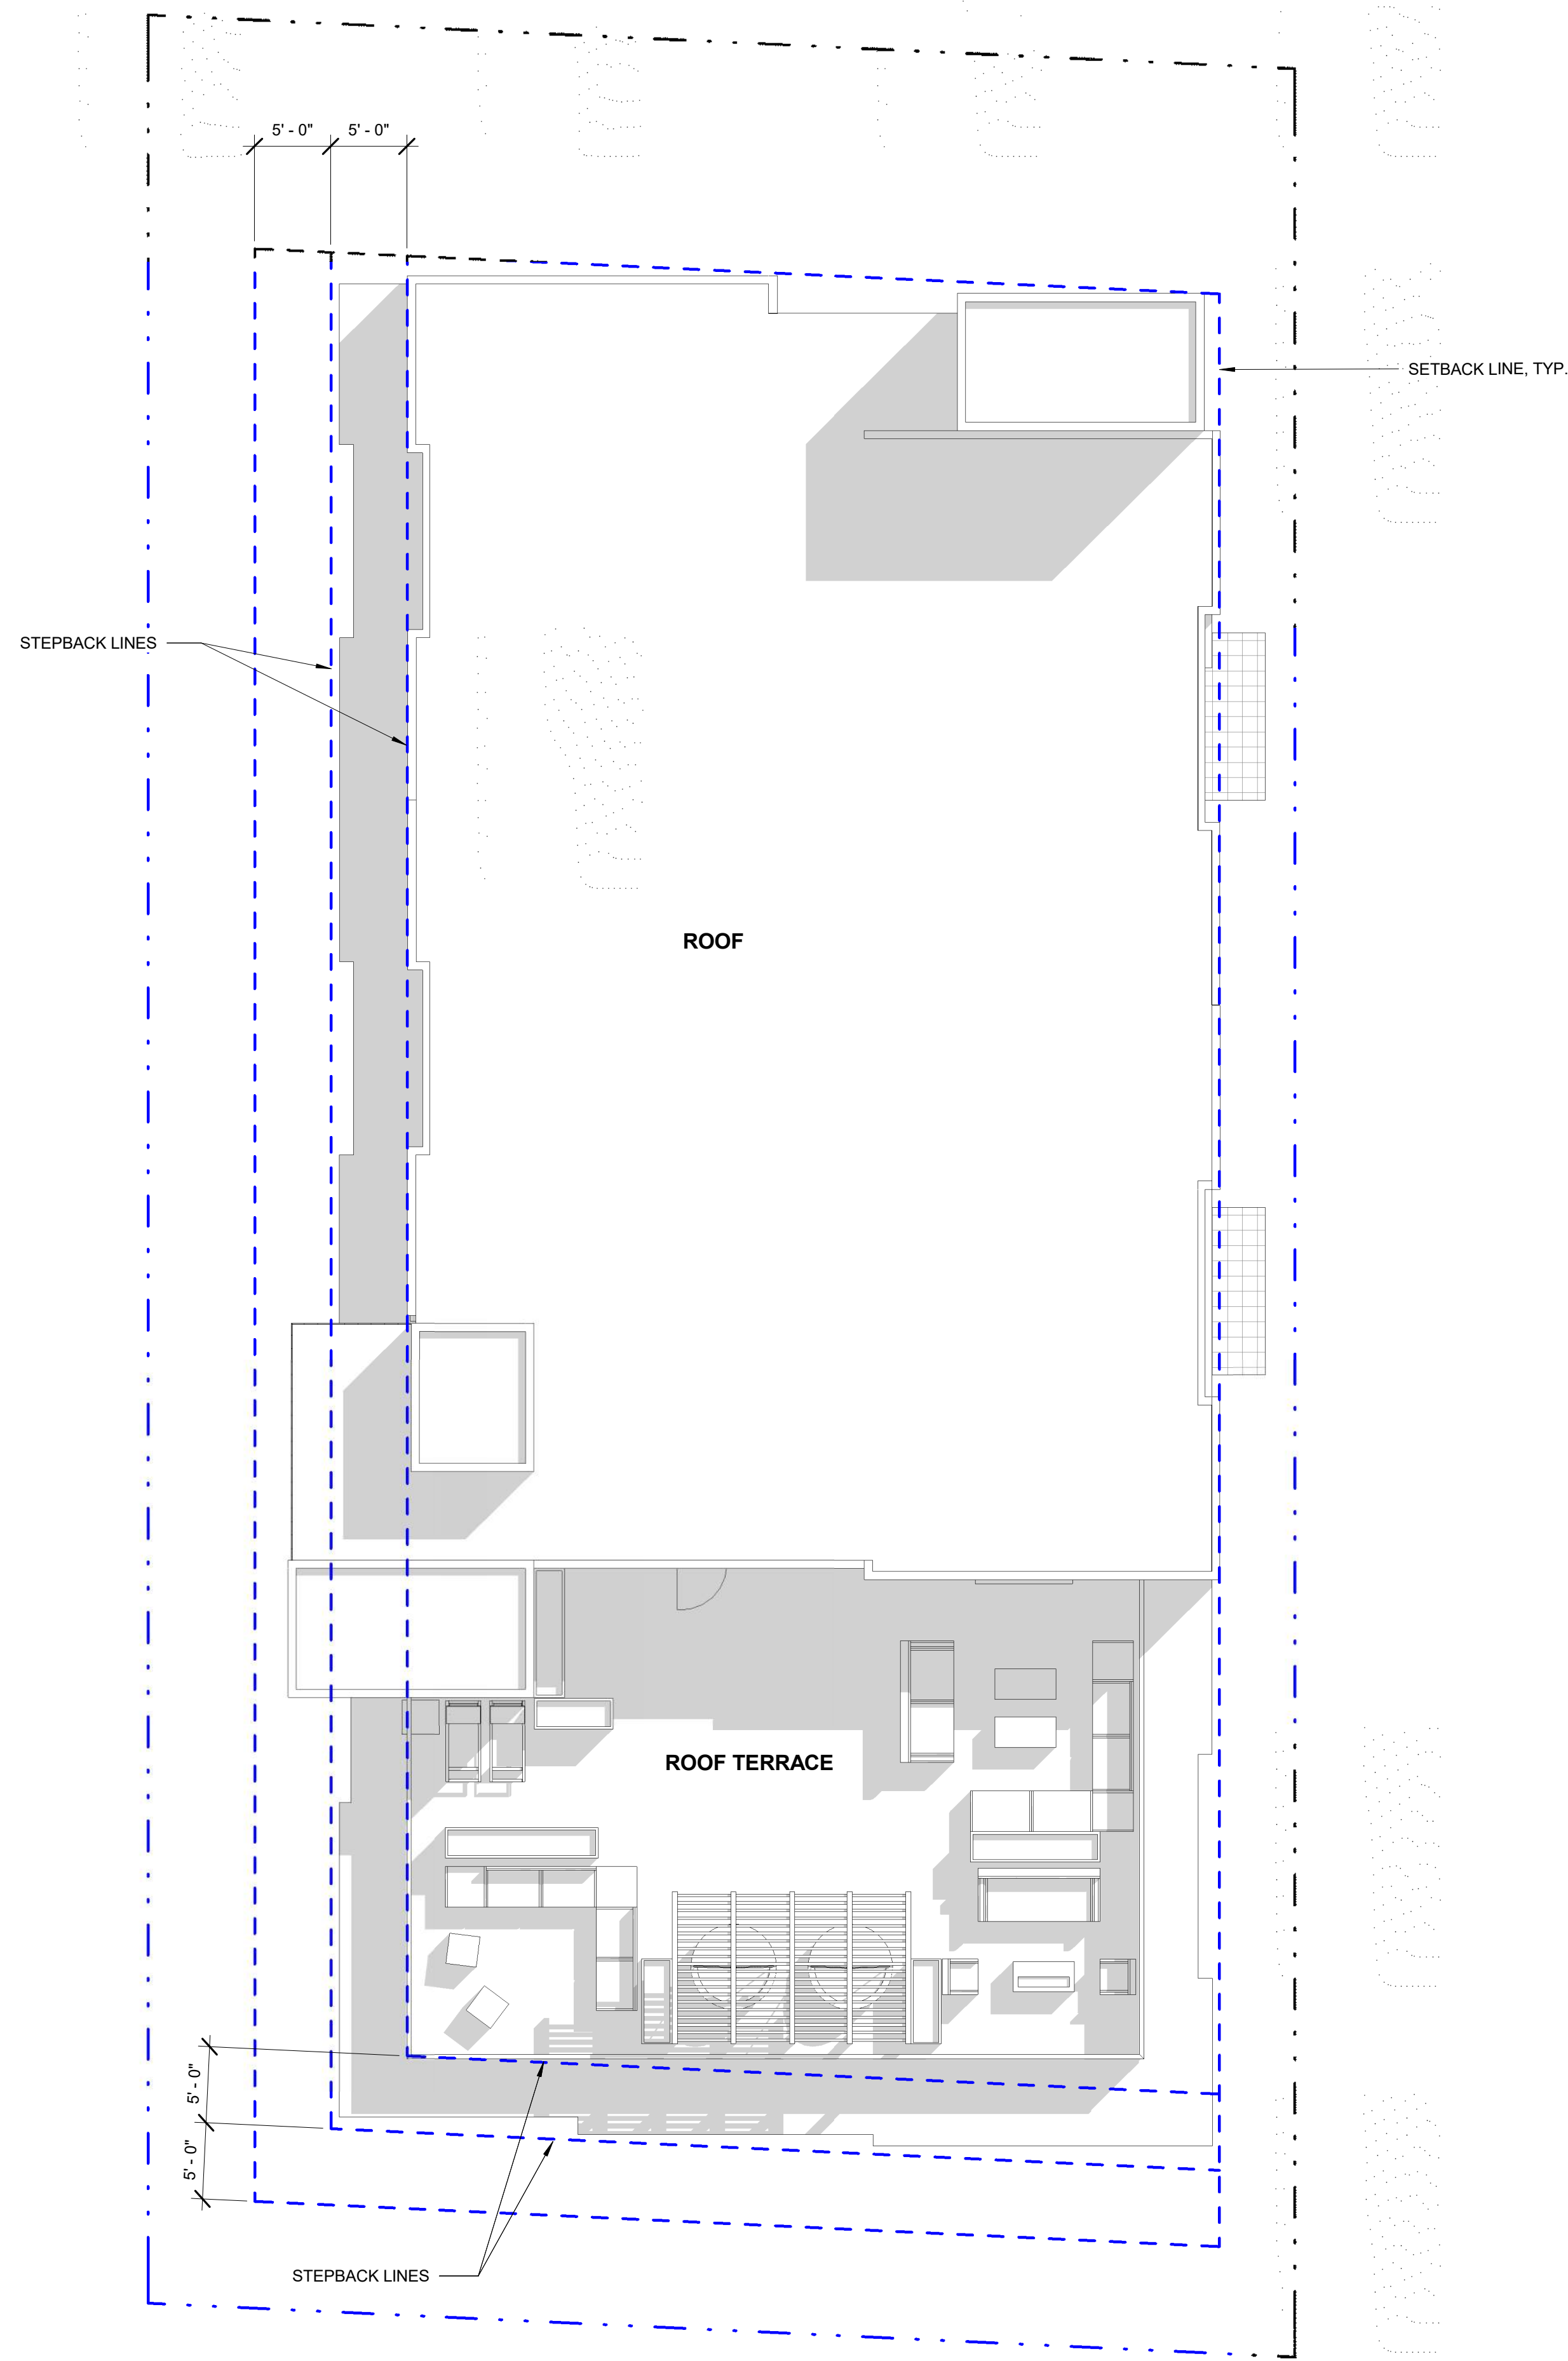 5' - 0"
5' - 0"
SETBACK LINE, TYP.
STEPBACK LINES
ROOF
ROOF TERRACE
5' - 0"
5' - 0"
STEPBACK LINES